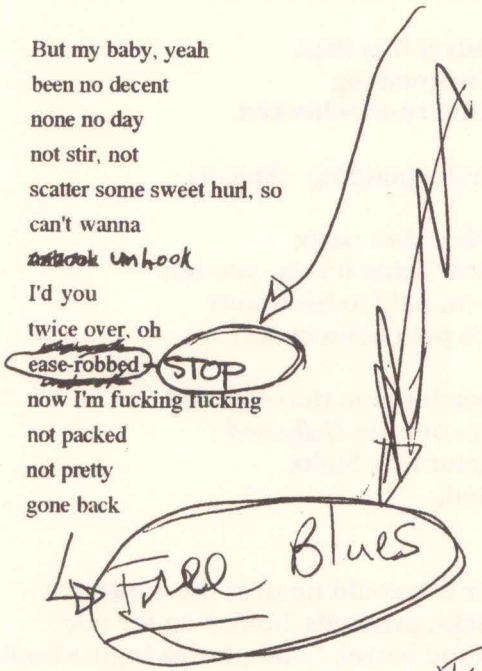 But my baby, yeah
been no decent
none no day
not stir, not
scatter some sweet hurl, so
can't wanna
unhook
I'd you
twice over, oh
ease-robbed - STOP
now I'm fucking fucking
not packed
not pretty
gone back
Blues